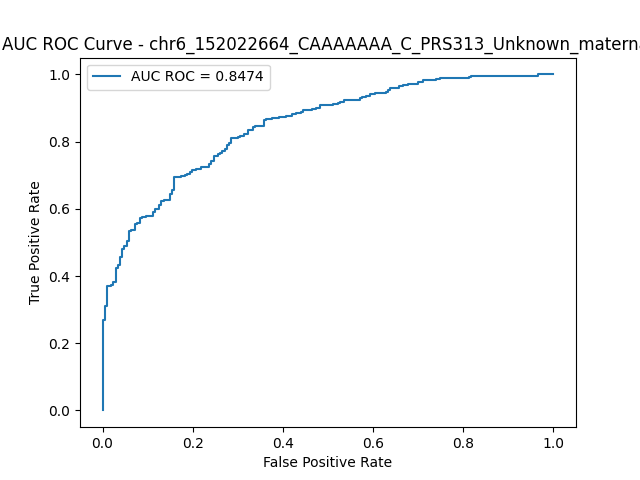 AUC ROC Curve - chr6_152022664_CAAAAAAA_C_PRS313_Unknown_matern
AUC ROC = 0.8474
1.0
0.8
0.6
0.4
0.2
0.0
True Positive Rate
0.0 0.2 0.4 0.6 0.8 1.0
False Positive Rate